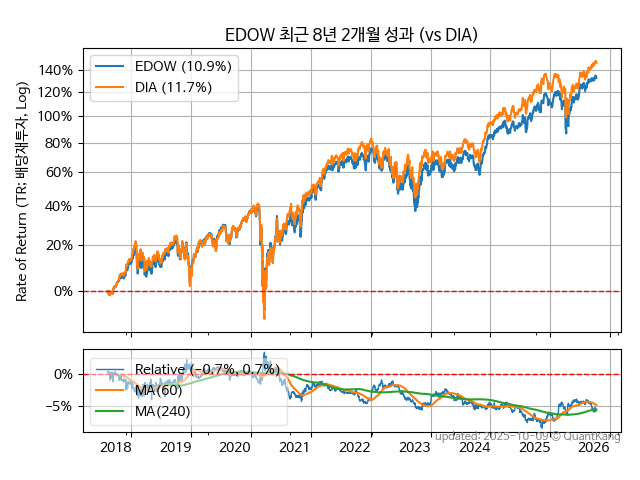 EDOW 최근 8년 2개월 성과 (vs DIA)
Rate of Return (TR: 배당재투자, Log)
EDOW (10.9%)
DIA (11.7%)
140%
120%
100%
80%
60%
40%
20%
0%
Relative (−0.7%, 0.7%)
MA(60)
MA(240)
0%
−5%
2018
2019
2020
2021
2022
2023
2024
2025
2026
updated: 2025-10-09 © QuantKang